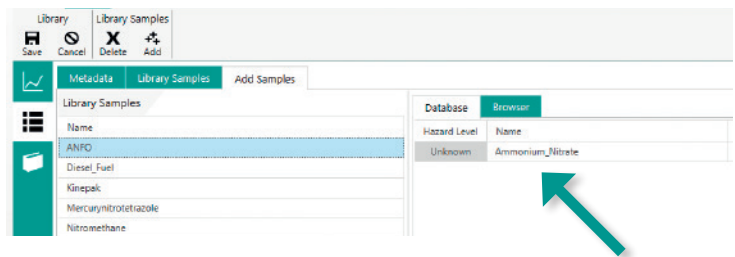 Library Library Samples
Save Cancel Delete Add
Metadata Library Samples Add Samples
Library Samples
Name
ANFO
Diesel_Fuel
Kinepak
Mercurynitrotetrazole
Nitromethane
Database Browser
Hazard Level Name
Unknown Ammonium_Nitrate